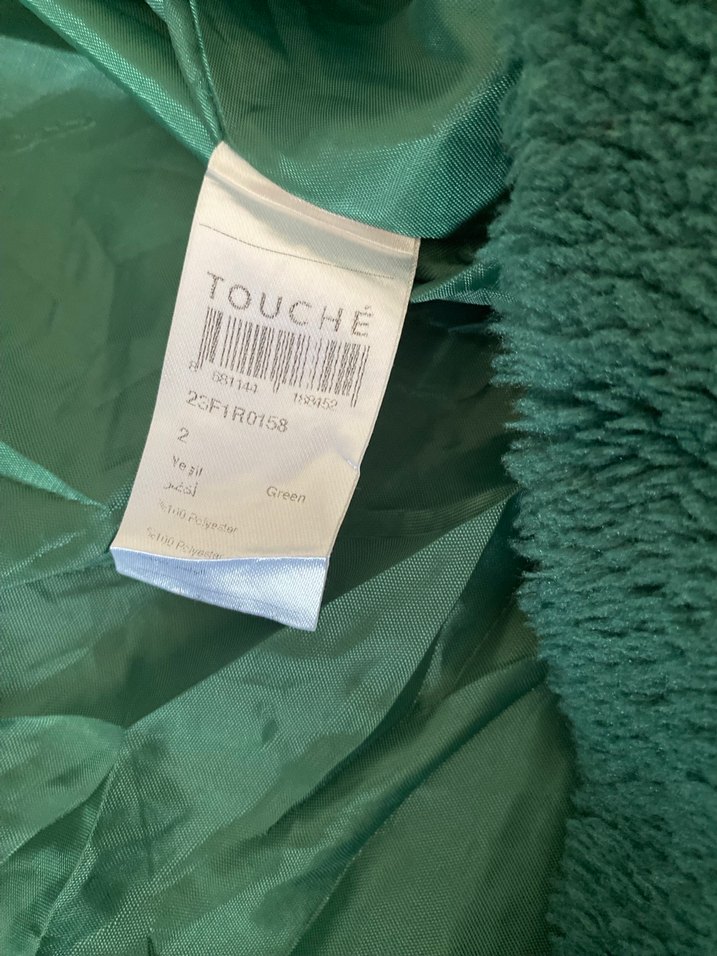 TOUCHÉ
8 681144 188452
23F1R0158
2
Yeşil
أخضر Green
%100 Polyester
%100 Polyester